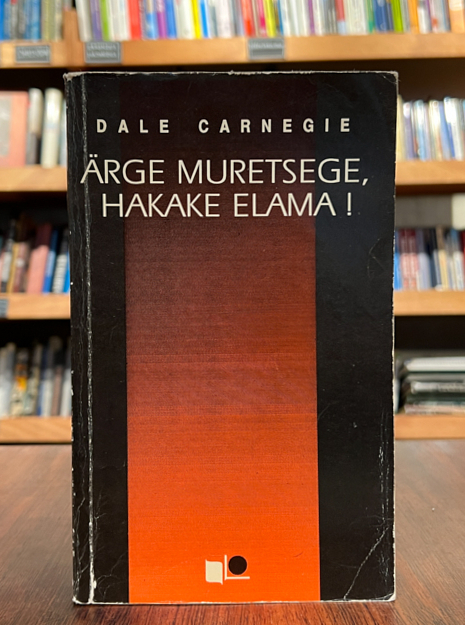 DALE CARNEGIE
ÄRGE MURETSEGE,
HAKAKE ELAMA !